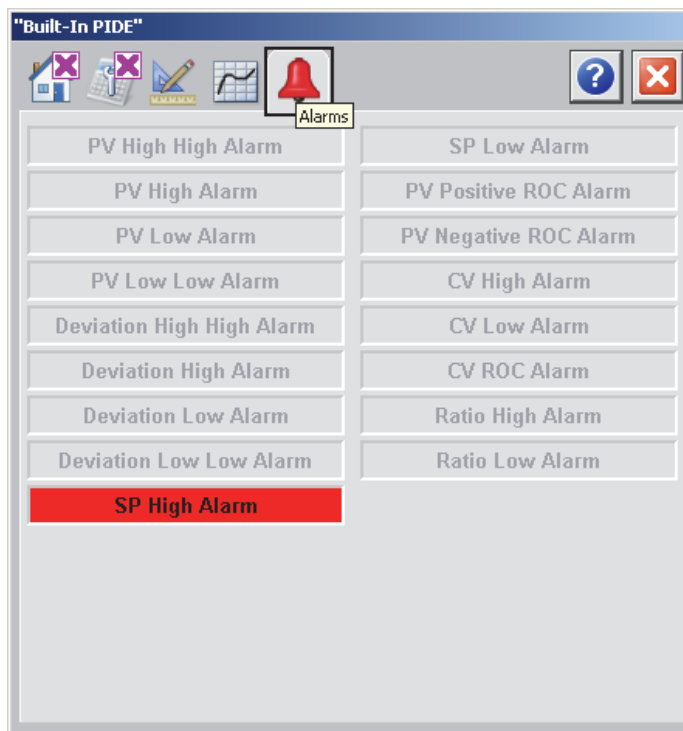 "Built-In PIDE"
Alarms
PV High High Alarm
PV High Alarm
PV Low Alarm
PV Low Low Alarm
Deviation High High Alarm
Deviation High Alarm
Deviation Low Alarm
Deviation Low Low Alarm
SP High Alarm
SP Low Alarm
PV Positive ROC Alarm
PV Negative ROC Alarm
CV High Alarm
CV Low Alarm
CV ROC Alarm
Ratio High Alarm
Ratio Low Alarm